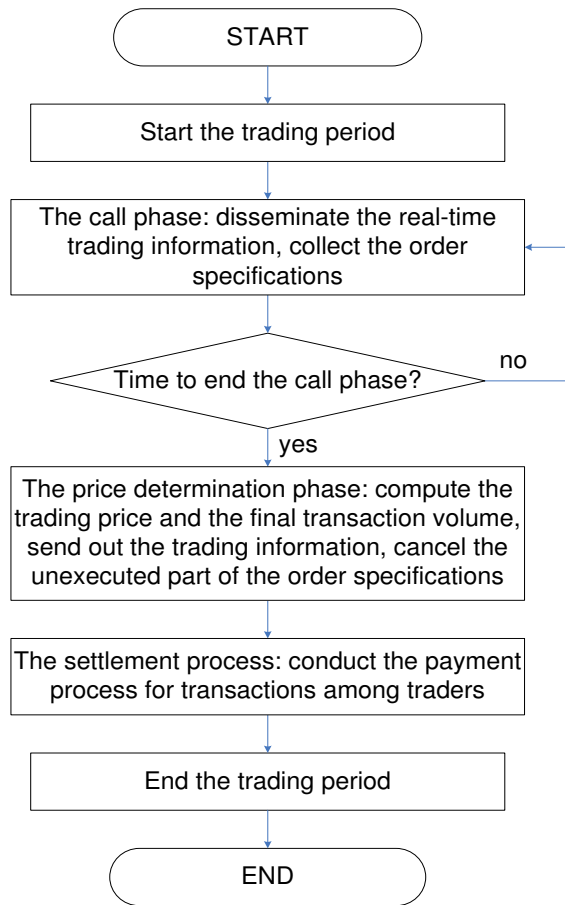 START
Start the trading period
The call phase: disseminate the real-time
trading information, collect the order
specifications
Time to end the call phase?
no
yes
The price determination phase: compute the
trading price and the final transaction volume,
send out the trading information, cancel the
unexecuted part of the order specifications
The settlement process: conduct the payment
process for transactions among traders
End the trading period
END